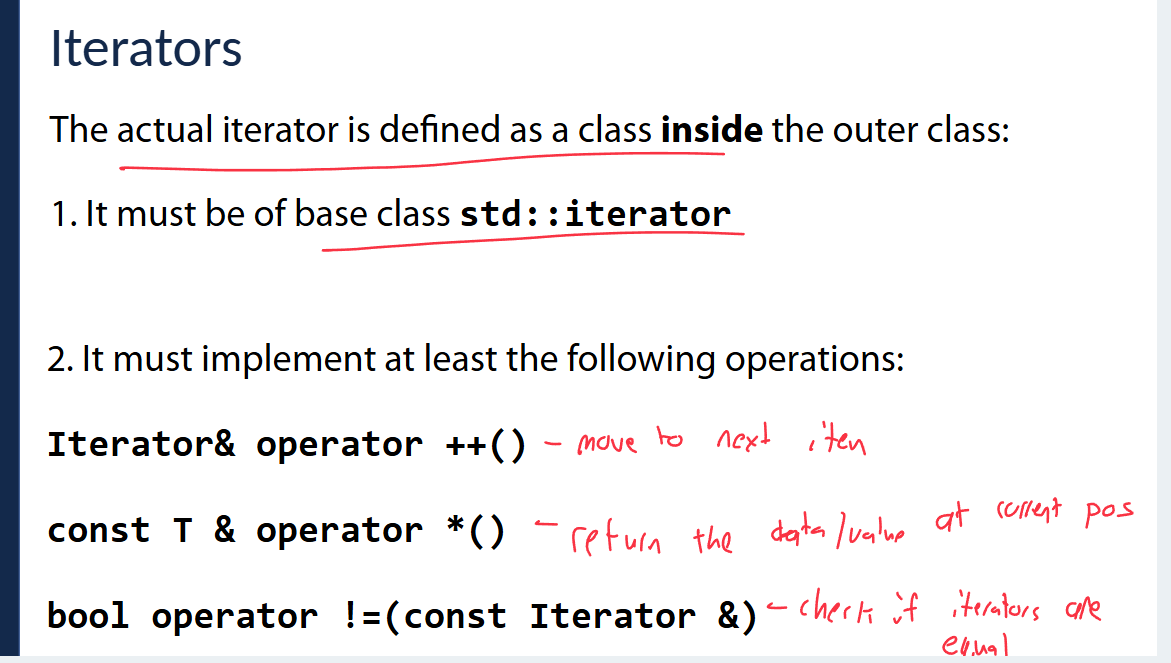 Iterators
The actual iterator is defined as a class inside the outer class:
1. It must be of base class std::iterator
2. It must implement at least the following operations:
Iterator& operator ++() - move to next item
const T & operator *() - return the data/value at current pos
bool operator !=(const Iterator &) - check if iterators are
equal